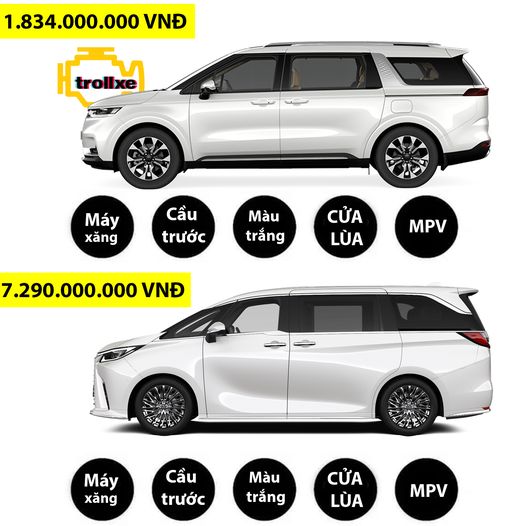 1.834.000.000 VNĐ
trollxe
Máy
xăng
Cầu
trước
Màu
trắng
CỬA
LÙA
MPV
7.290.000.000 VNĐ
Máy
xăng
Cầu
trước
Màu
trắng
CỬA
LÙA
MPV